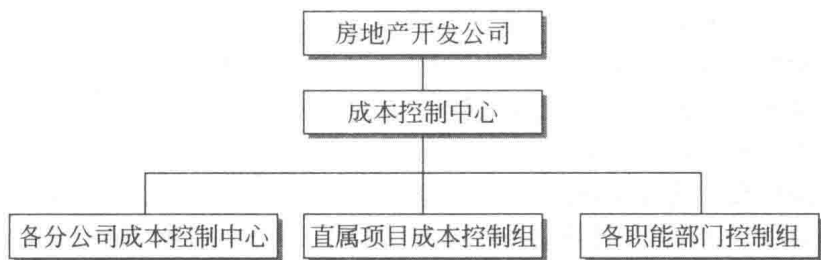 房地产开发公司
成本控制中心
各分公司成本控制中心
直属项目成本控制组
各职能部门控制组